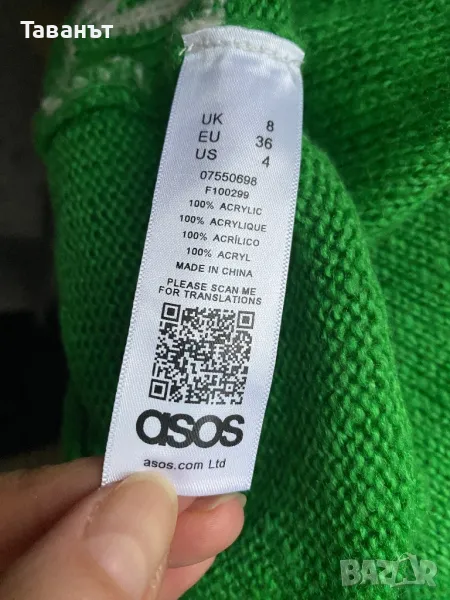 Таванът
UK 8
EU 36
US 4
07550698
F100299
100% ACRYLIC
100% ACRYLIQUE
100% ACRÍLICO
100% ACRYL
MADE IN CHINA
PLEASE SCAN ME
FOR TRANSLATIONS
asos
asos.com Ltd
BAZAR